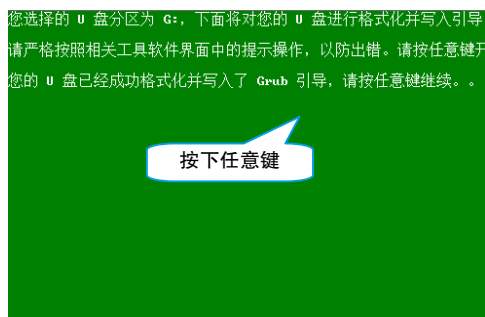 您选择的 U 盘分区为 G:，下面将对您的 U 盘进行格式化并写入引导
请严格按照相关工具软件界面中的提示操作，以防出错。请按任意键开
您的 U 盘已经成功格式化并写入了 Grub 引导，请按任意键继续。。
按下任意键